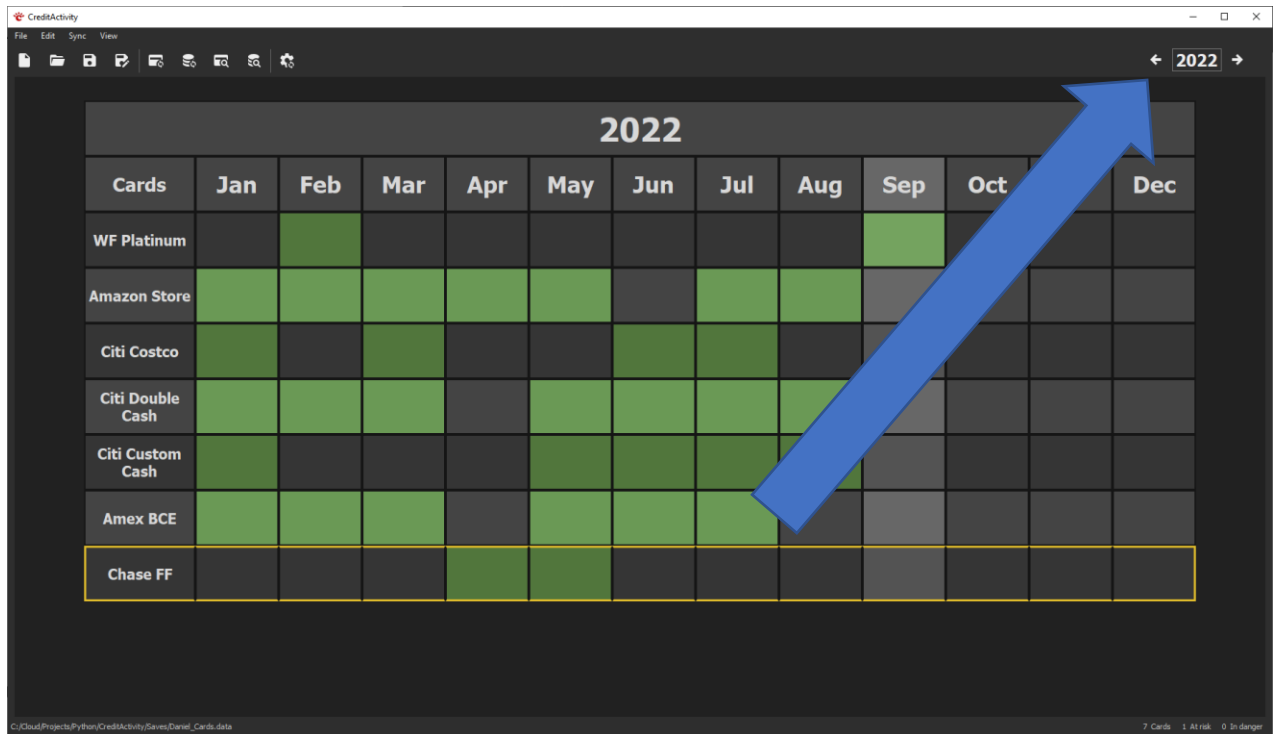 CreditActivity
File Edit Sync View
2022
2022
Cards Jan Feb Mar Apr May Jun Jul Aug Sep Oct Dec
WF Platinum
Amazon Store
Citi Costco
Citi Double
Cash
Citi Custom
Cash
Amex BCE
Chase FF
C:/Cloud/Projects/Python/CreditActivity/Saves/Daniel_Cards.data
7 Cards 1 At risk 0 In danger